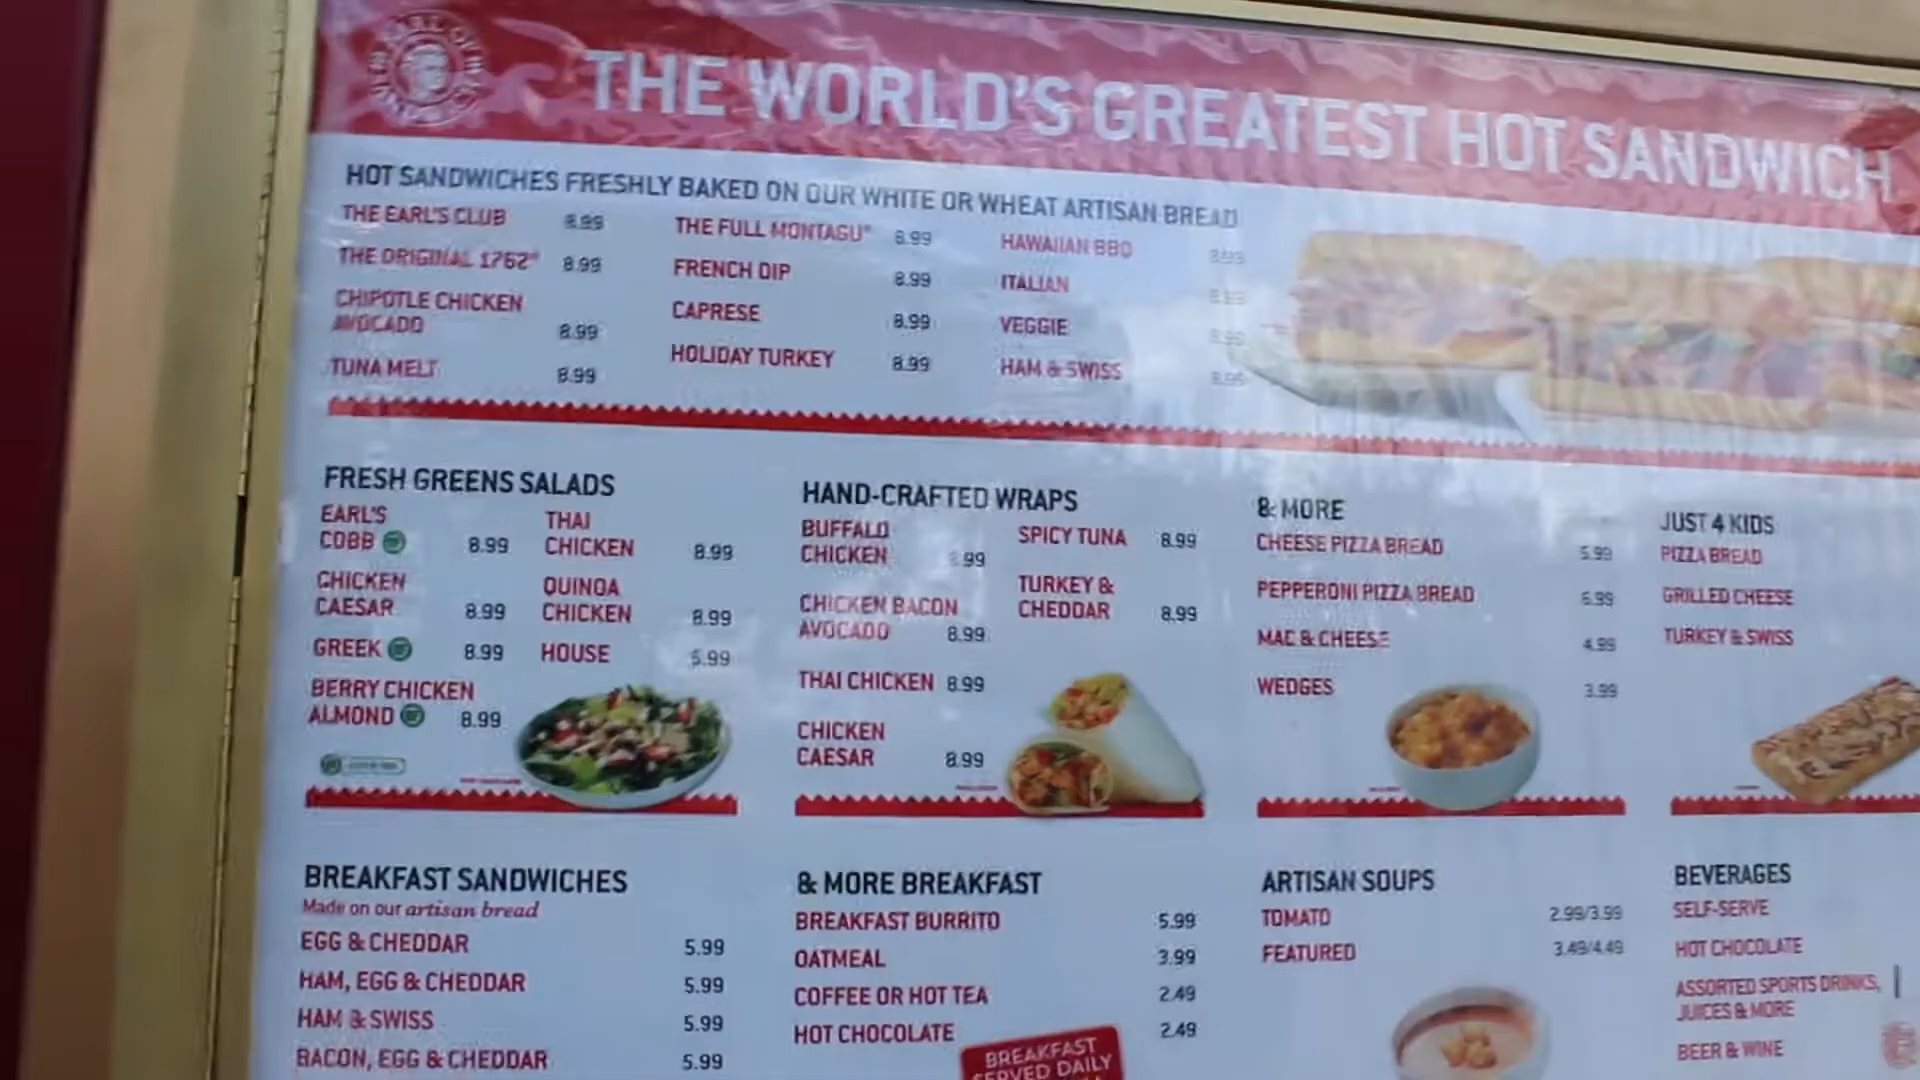 THE WORLD'S GREATEST HOT SANDWICH
HOT SANDWICHES FRESHLY BAKED ON OUR WHITE OR WHEAT ARTISAN BREAD
THE EARL'S CLUB 8.99
THE ORIGINAL 1762® 8.99
CHIPOTLE CHICKEN
AVOCADO 8.99
TUNA MELT 8.99
THE FULL MONTAGU®
FRENCH DIP 8.99
CAPRESE 8.99
HOLIDAY TURKEY 8.99
HAWAIIAN BBQ
ITALIAN
VEGGIE
HAM & SWISS
FRESH GREENS SALADS
EARL'S
COBB 8.99
CHICKEN
CAESAR 8.99
GREEK 8.99
BERRY CHICKEN
ALMOND 8.99
THAI
CHICKEN 8.99
QUINOA
CHICKEN 8.99
HOUSE
HAND-CRAFTED WRAPS
BUFFALO
CHICKEN
CHICKEN BACON
AVOCADO 8.99
THAI CHICKEN 8.99
CHICKEN
CAESAR 8.99
SPICY TUNA 8.99
TURKEY &
CHEDDAR 8.99
& MORE
CHEESE PIZZA BREAD 5.99
PEPPERONI PIZZA BREAD
MAC & CHEESE 4.99
WEDGES 3.99
JUST 4 KIDS
PIZZA BREAD
GRILLED CHEESE
TURKEY & SWISS
BREAKFAST SANDWICHES
Made on our artisan bread
EGG & CHEDDAR 5.99
HAM, EGG & CHEDDAR 5.99
HAM & SWISS 5.99
BACON, EGG & CHEDDAR 5.99
& MORE BREAKFAST
BREAKFAST BURRITO 5.99
OATMEAL 3.99
COFFEE OR HOT TEA 2.49
HOT CHOCOLATE 2.49
BREAKFAST
SERVED DAILY
ARTISAN SOUPS
TOMATO 2.99/3.99
FEATURED 3.49/4.49
BEVERAGES
SELF-SERVE
HOT CHOCOLATE
ASSORTED SPORTS DRINKS,
JUICES & MORE
BEER & WINE